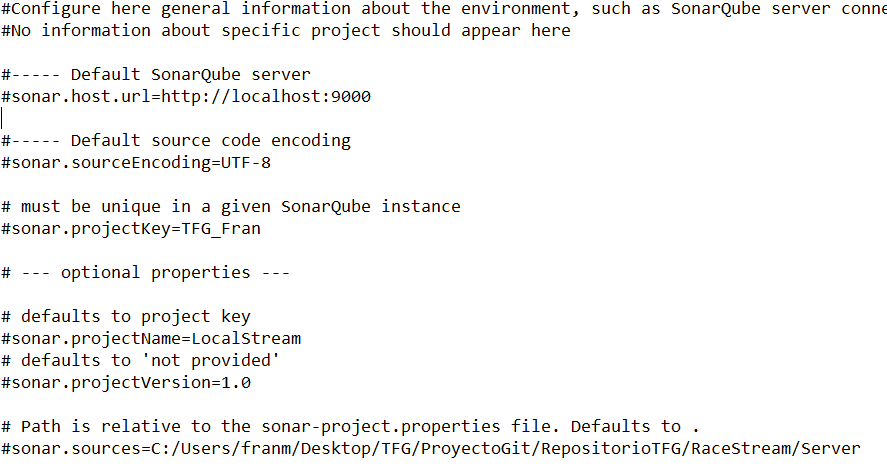 #Configure here general information about the environment, such as SonarQube server
#No information about specific project should appear here
#----- Default SonarQube server
#sonar.host.url=http://localhost:9000
#----- Default source code encoding
#sonar.sourceEncoding=UTF-8
# must be unique in a given SonarQube instance
#sonar.projectKey=TFG_Fran
# --- optional properties ---
# defaults to project key
#sonar.projectName=LocalStream
# defaults to 'not provided'
#sonar.projectVersion=1.0
# Path is relative to the sonar-project.properties file. Defaults to .
#sonar.sources=C:/Users/franm/Desktop/TFG/ProyectoGit/RepositorioTFG/RaceStream/Server